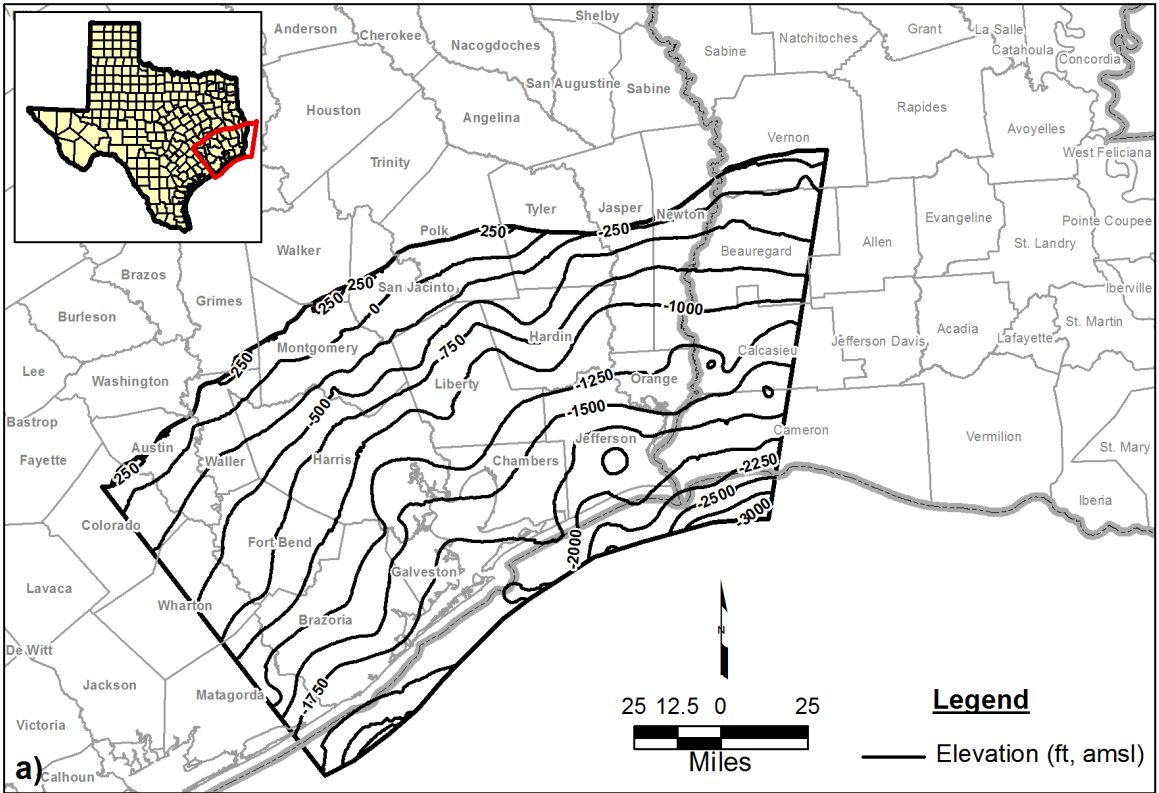 Shelby
Anderson
Cherokee
Nacogdoches
Sabine
Natchitoches
Grant
La Salle
Catahoula
Concordia
San Augustine
Sabine
Houston
Angelina
Rapides
Avoyelles
Vernon
West Feliciana
Trinity
Tyler
Jasper
Newton
Evangeline
Pointe Coupee
Polk
250
-250
Walker
Beauregard
Allen
St. Landry
Brazos
Grimes
250
250
San Jacinto
0
Iberville
Burleson
-1000
St. Martin
Montgomery
-750
Hardin
Acadia
Lafayette
Jefferson Davis
Calcasieu
Lee
Washington
250
Liberty
-1250
Orange
-500
-1500
Bastrop
Cameron
Vermilion
Austin
Jefferson
St. Mary
Fayette
Waller
Harris
Chambers
-2250
250
-2500
Iberia
Colorado
-3000
Fort Bend
-2000
Galveston
Lavaca
Wharton
Brazoria
N
De Witt
Jackson
Matagorda
-1750
Legend
25 12.5 0 25
Victoria
Miles
Elevation (ft, amsl)
a)
Calhoun